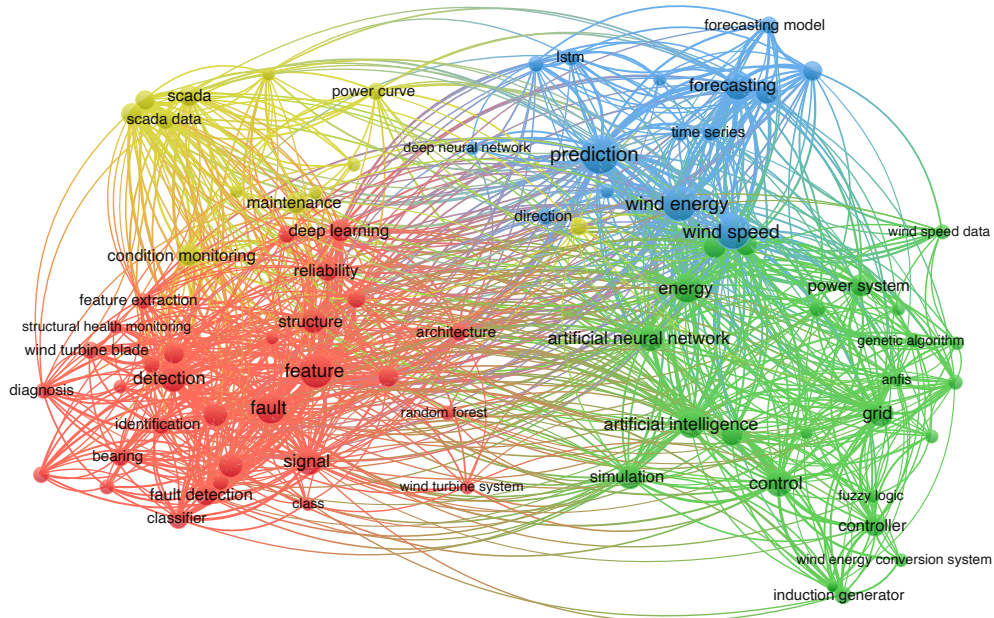 forecasting model
lstm
forecasting
power curve
scada
scada data
time series
deep neural network
prediction
maintenance
wind energy
direction
deep learning
wind speed
wind speed data
condition monitoring
reliability
feature extraction
energy
power system
structure
structural health monitoring
architecture
artificial neural network
genetic algorithm
wind turbine blade
feature
detection
diagnosis
anfis
fault
random forest
grid
identification
artificial intelligence
bearing
signal
simulation
control
wind turbine system
fault detection
fuzzy logic
class
classifier
controller
wind energy conversion system
induction generator